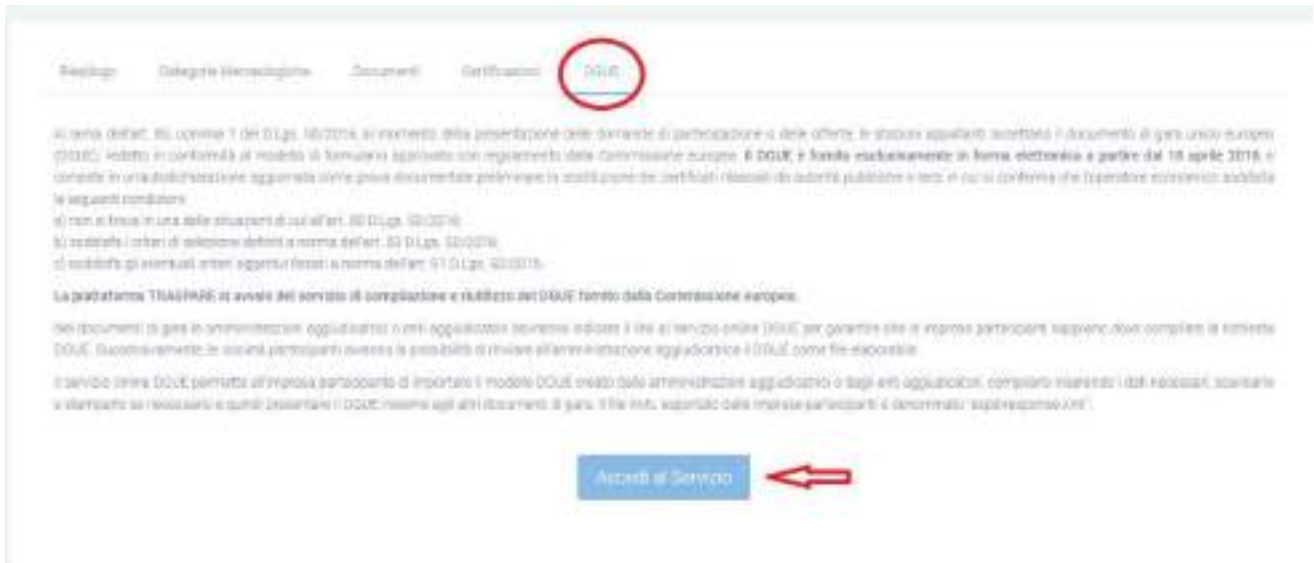 Riepilogo Categorie Merceologiche Documenti Certificazioni DGUE
Ai sensi dell'art. 85, comma 1 del D.Lgs. 50/2016, al momento della presentazione delle domande di partecipazione o delle offerte, le stazioni appaltanti accettano il documento di gara unico europeo
(DGUE), redatto in conformità al modello di formulario approvato con regolamento dalla Commissione europea. Il DGUE è fornito esclusivamente in forma elettronica a partire dal 18 aprile 2018, e
consiste in un'autodichiarazione aggiornata come prova documentale preliminare in sostituzione dei certificati rilasciati da autorità pubbliche o terzi, in cui si conferma che l'operatore economico soddisfa
le seguenti condizioni:
a) non si trova in una delle situazioni di cui all'art. 80 D.Lgs. 50/2016;
b) soddisfa i criteri di selezione definiti a norma dell'art. 83 D.Lgs. 50/2016;
c) soddisfa gli eventuali criteri oggettivi fissati a norma dell'art. 91 D.Lgs. 50/2016.
La piattaforma TRASPARE si avvale del servizio di compilazione e riutilizzo del DGUE fornito dalla Commissione europea.
Nei documenti di gara le amministrazioni aggiudicatrici o enti aggiudicatori dovranno indicare il link al servizio online DGUE per garantire che le imprese partecipanti sappiano dove compilare la richiesta
DGUE. Successivamente, le società partecipanti avranno la possibilità di rinviare all'amministrazione aggiudicatrice il DGUE come file elaborabile.
Il servizio online DGUE permette all'impresa partecipante di importare il modello DGUE creato dalle amministrazioni aggiudicatrici o dagli enti aggiudicatori, compilarlo inserendo i dati necessari, scaricarlo
e stamparlo se necessario e quindi presentare il DGUE insieme agli altri documenti di gara. Il file XML esportato dalle imprese partecipanti è denominato "espd-response.xml".
Accedi al Servizio